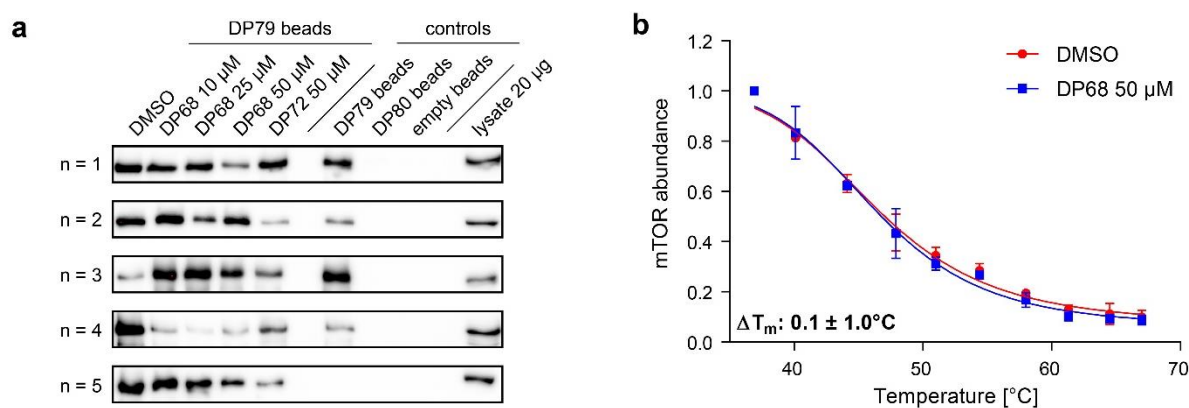 a
DP79 beads
controls
DMSO
DP68 10 µM
DP68 25 µM
DP68 50 µM
DP72 50 µM
DP79 beads
DP80 beads
empty beads
lysate 20 µg
n = 1
n = 2
n = 3
n = 4
n = 5
b
1.2
1.0
0.8
0.6
0.4
0.2
0.0
mTOR abundance
DMSO
DP68 50 µM
ΔTm: 0.1 ± 1.0°C
40
50
60
70
Temperature [°C]